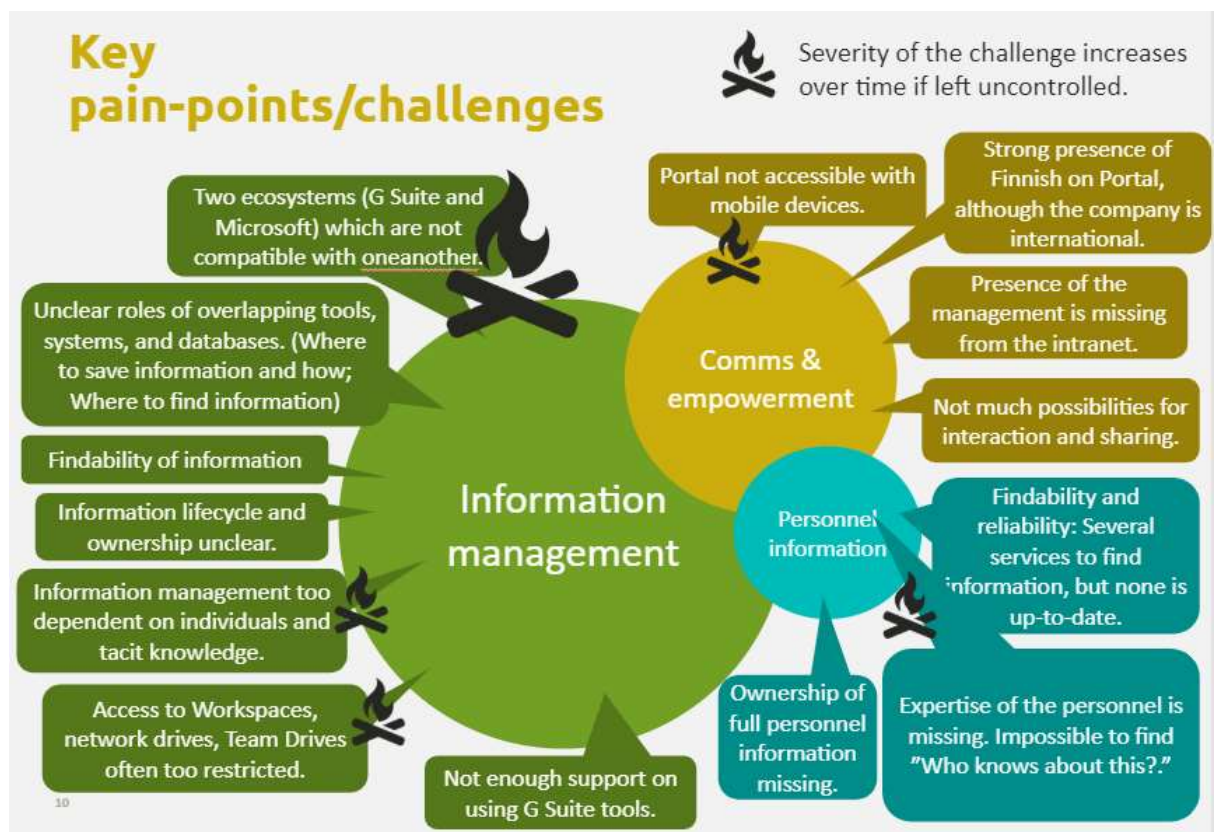 Key
pain-points/challenges
Severity of the challenge increases
over time if left uncontrolled.
Two ecosystems (G Suite and
Microsoft) which are not
compatible with oneanother.
Unclear roles of overlapping tools,
systems, and databases. (Where
to save information and how;
Where to find information)
Findability of information
Information lifecycle and
ownership unclear.
Information management too
dependent on individuals and
tacit knowledge.
Access to Workspaces,
network drives, Team Drives
often too restricted.
Not enough support on
using G Suite tools.
Information
management
Portal not accessible with
mobile devices.
Strong presence of
Finnish on Portal,
although the company is
international.
Presence of the
management is missing
from the intranet.
Not much possibilities for
interaction and sharing.
Comms &
empowerment
Personnel
information
Findability and
reliability: Several
services to find
information, but none is
up-to-date.
Ownership of
full personnel
information
missing.
Expertise of the personnel is
missing. Impossible to find
"Who knows about this?."
10